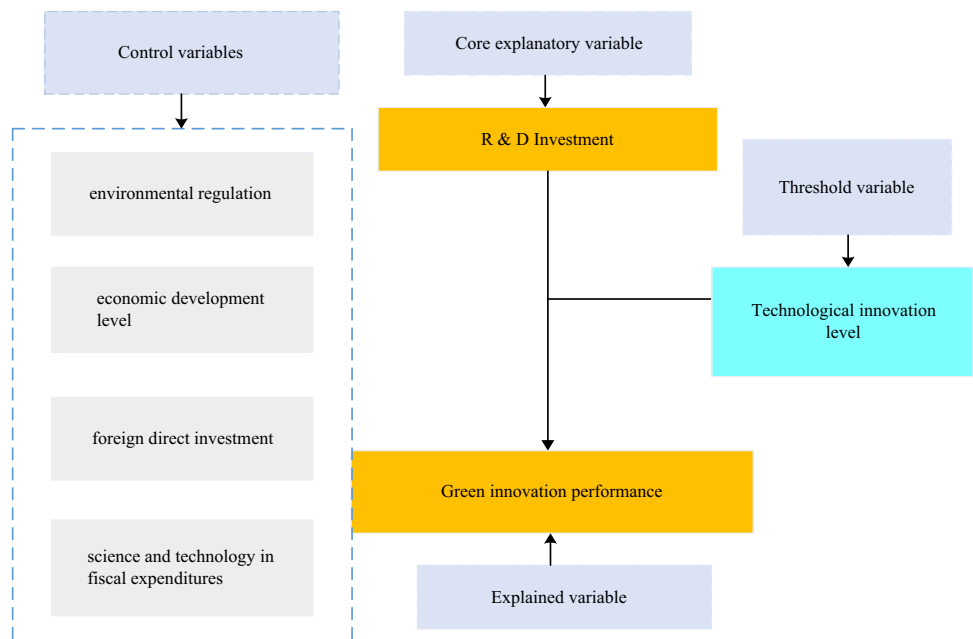 Control variables
environmental regulation
economic development
level
foreign direct investment
science and technology in
fiscal expenditures
Core explanatory variable
R & D Investment
Threshold variable
Technological innovation
level
Green innovation performance
Explained variable